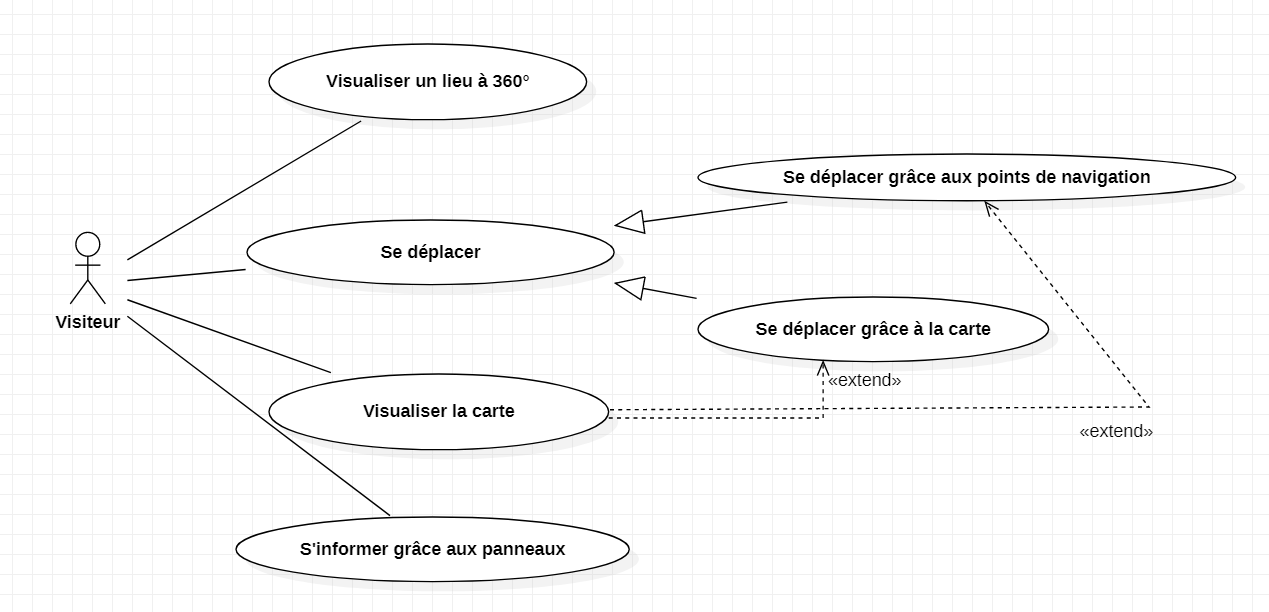 Visualiser un lieu à 360°
Se déplacer grâce aux points de navigation
Se déplacer
Visiteur
Se déplacer grâce à la carte
«extend»
Visualiser la carte
«extend»
S'informer grâce aux panneaux